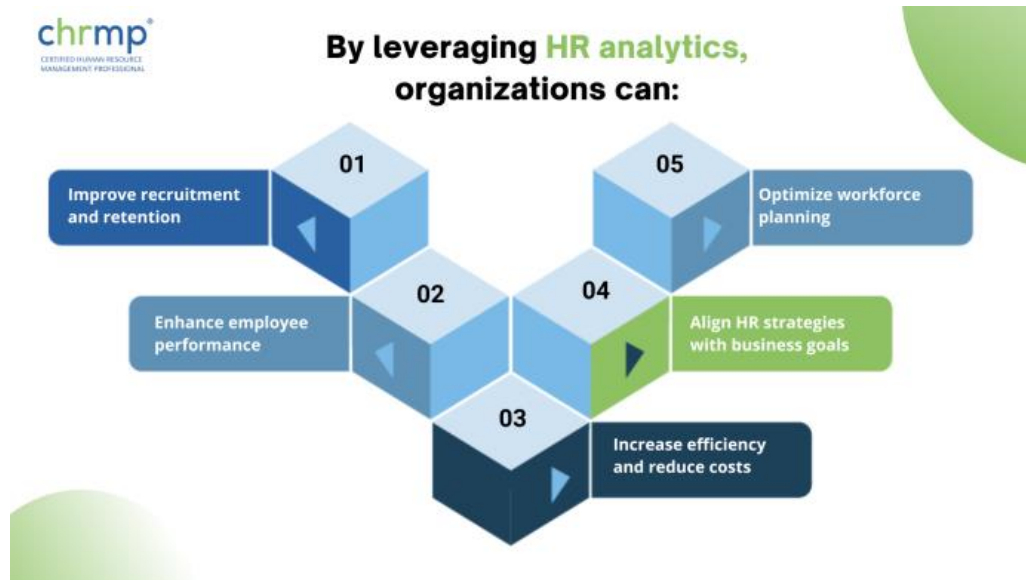 chrmp®
CERTIFIED HUMAN RESOURCE
MANAGEMENT PROFESSIONAL
By leveraging HR analytics,
organizations can:
01
Improve recruitment
and retention
02
Enhance employee
performance
03
Increase efficiency
and reduce costs
04
Align HR strategies
with business goals
05
Optimize workforce
planning